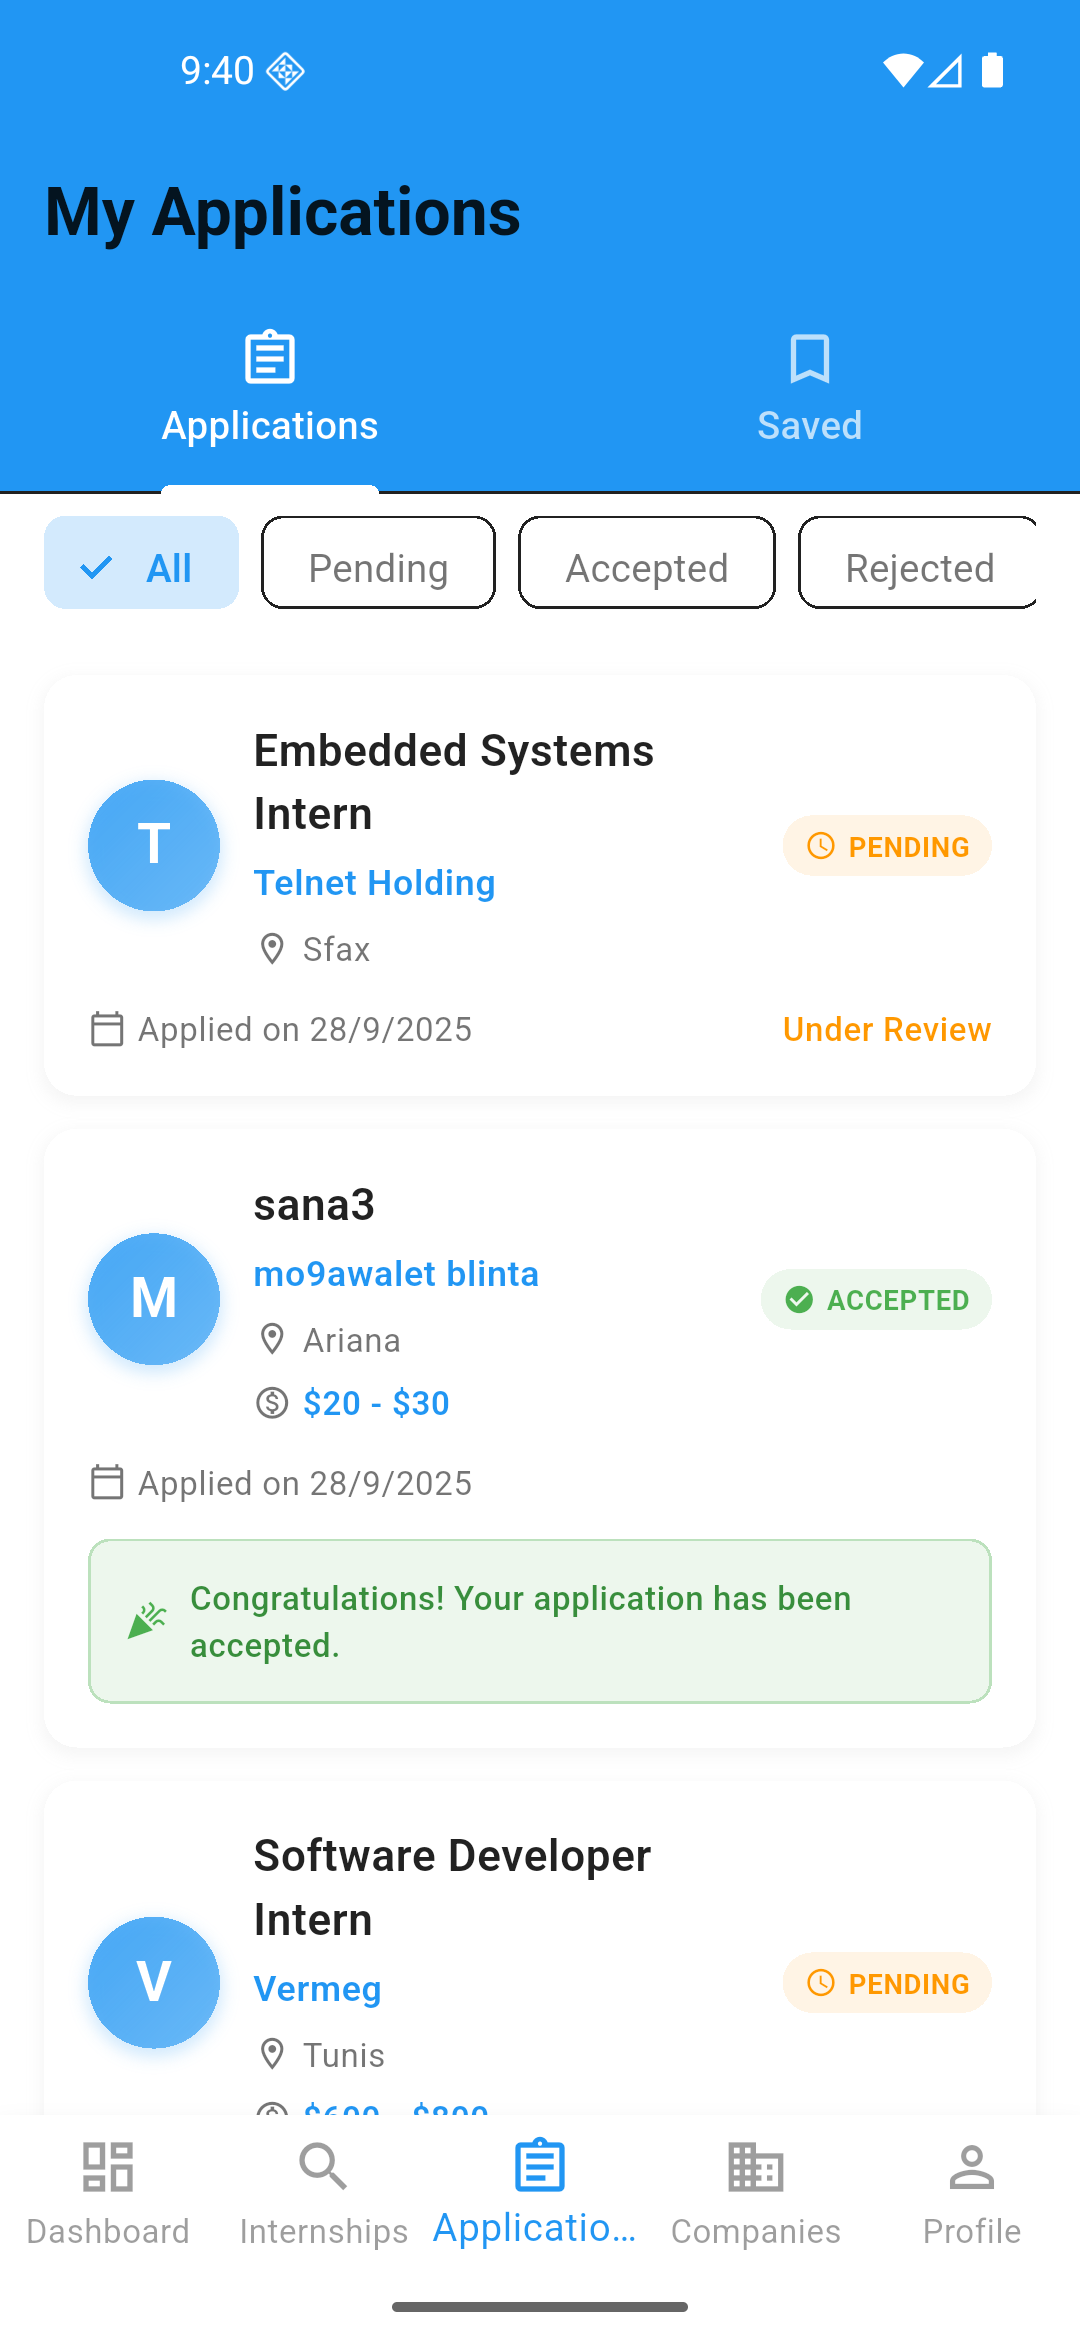 9:40
My Applications
Applications
Saved
All
Pending
Accepted
Rejected
Embedded Systems
Intern
T
PENDING
Telnet Holding
Sfax
Applied on 28/9/2025
Under Review
sana3
M
mo9awalet blinta
ACCEPTED
Ariana
$20 - $30
Applied on 28/9/2025
Congratulations! Your application has been
accepted.
Software Developer
Intern
V
Vermeg
PENDING
Tunis
Dashboard
Internships
Applicatio...
Companies
Profile